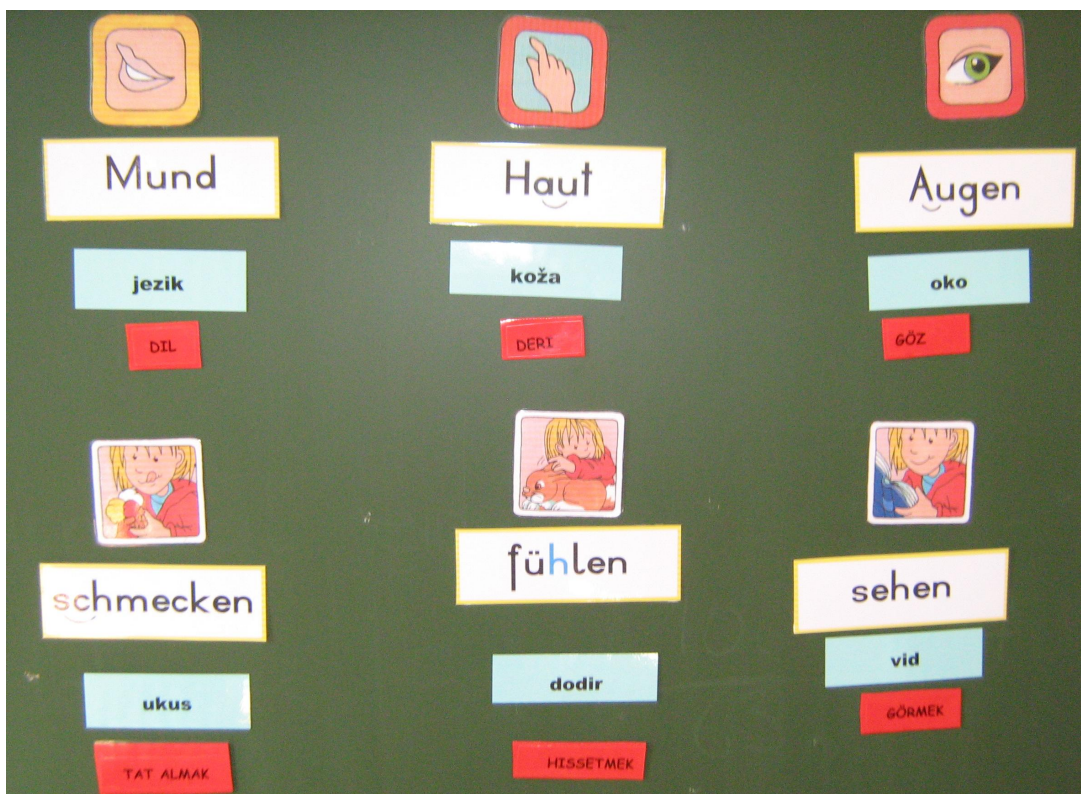 Mund
Haut
Augen
jezik
koža
oko
DIL
DERI
GÖZ
schmecken
fühlen
sehen
ukus
dodir
vid
TAT ALMAK
HISSETMEK
GÖRMEK